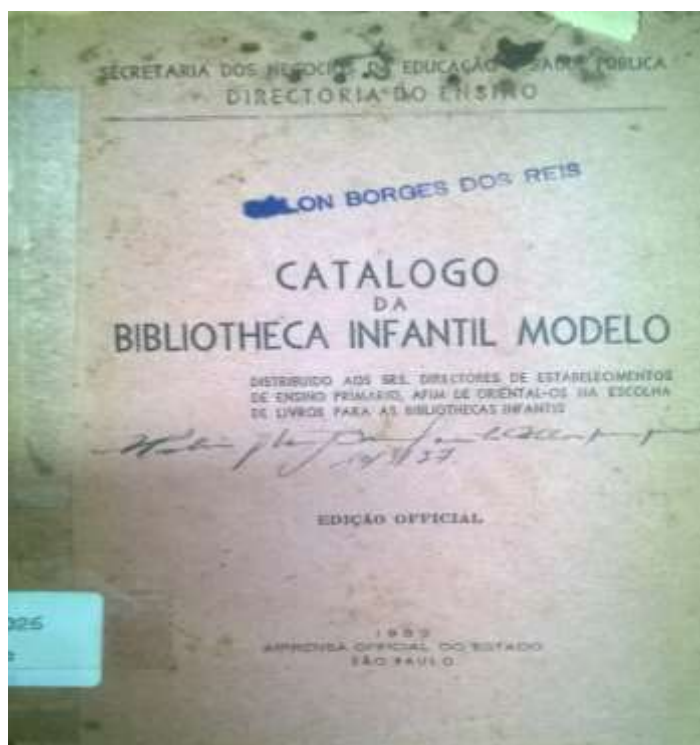 SECRETARIA DOS NEGOCIOS DA EDUCAÇÃO SAUDE PUBLICA
DIRECTORIA DO ENSINO
LON BORGES DOS REIS
CATALOGO
DA
BIBLIOTHECA INFANTIL MODELO
DISTRIBUIDO AOS SRS. DIRECTORES DE ESTABELECIMENTOS
DE ENSINO PRIMARIO, AFIM DE ORIENTAL-OS NA ESCOLHA
DE LIVROS PARA AS BIBLIOTHECAS INFANTIS
EDIÇÃO OFFICIAL
IMPRENSA OFFICIAL DO ESTADO
SÃO PAULO